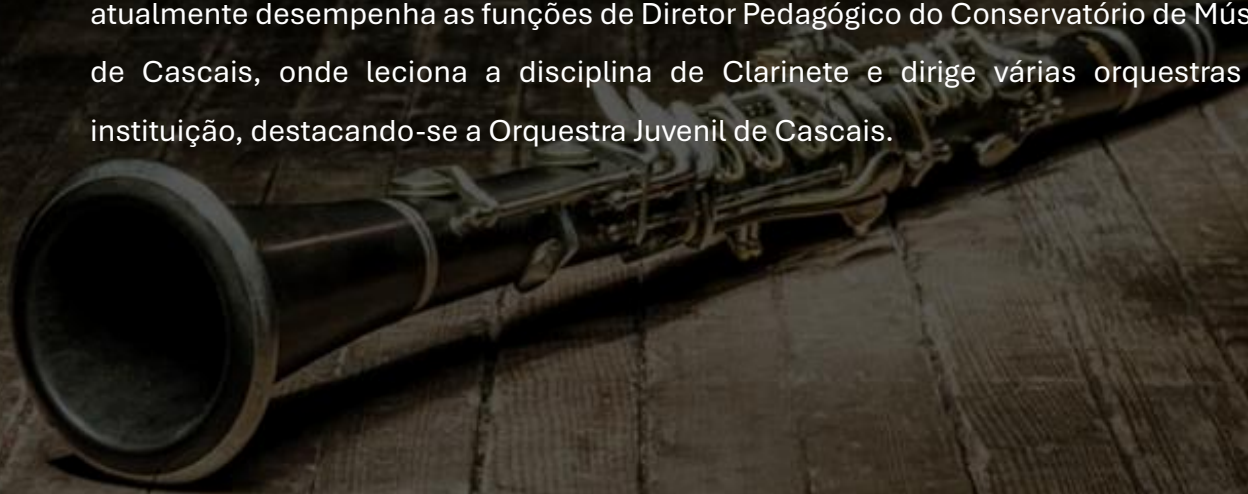 atualmente desempenha as funções de Diretor Pedagógico do Conservatório de Mús
de Cascais, onde leciona a disciplina de Clarinete e dirige várias orquestras
instituição, destacando-se a Orquestra Juvenil de Cascais.